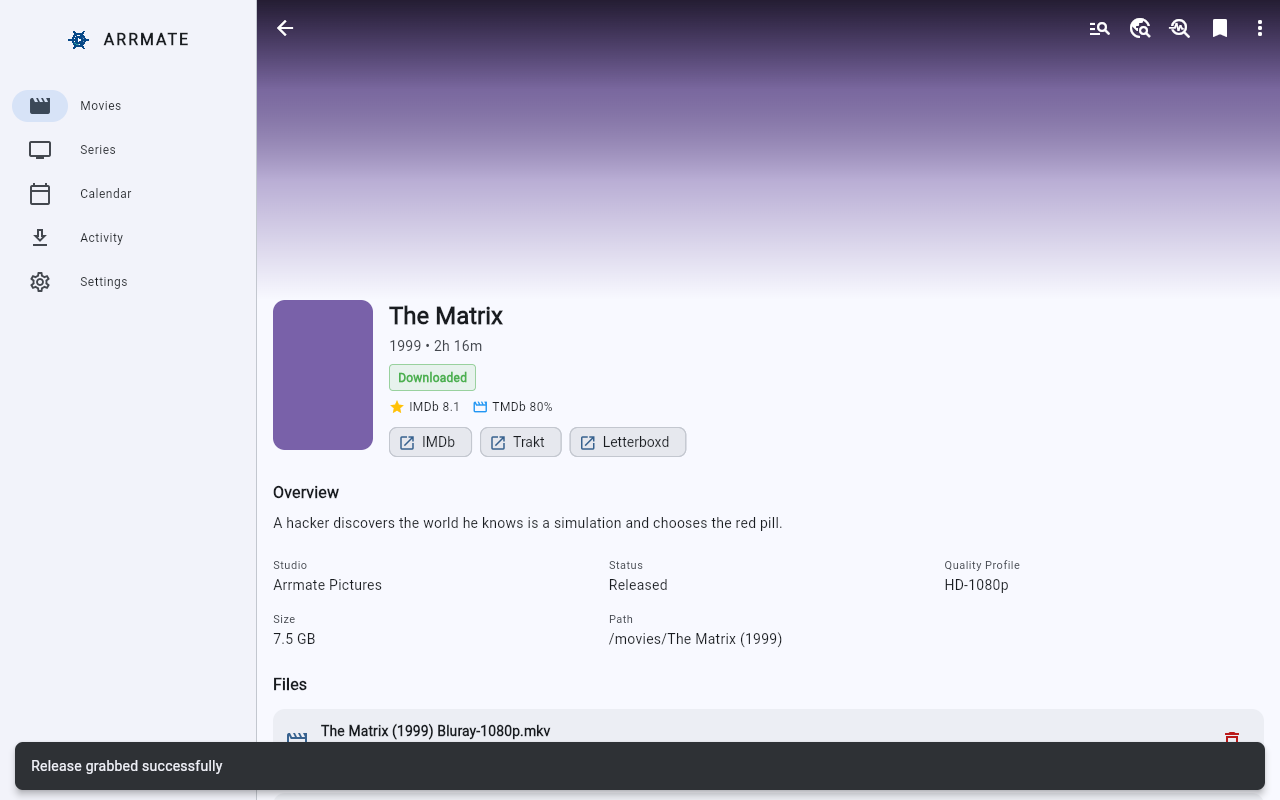 ARRMATE
Movies
Series
Calendar
Activity
Settings
The Matrix
1999 • 2h 16m
Downloaded
IMDb 8.1 TMDb 80%
IMDb Trakt Letterboxd
Overview
A hacker discovers the world he knows is a simulation and chooses the red pill.
Studio Status Quality Profile
Arrmate Pictures Released HD-1080p
Size Path
7.5 GB /movies/The Matrix (1999)
Files
The Matrix (1999) Bluray-1080p.mkv
Release grabbed successfully